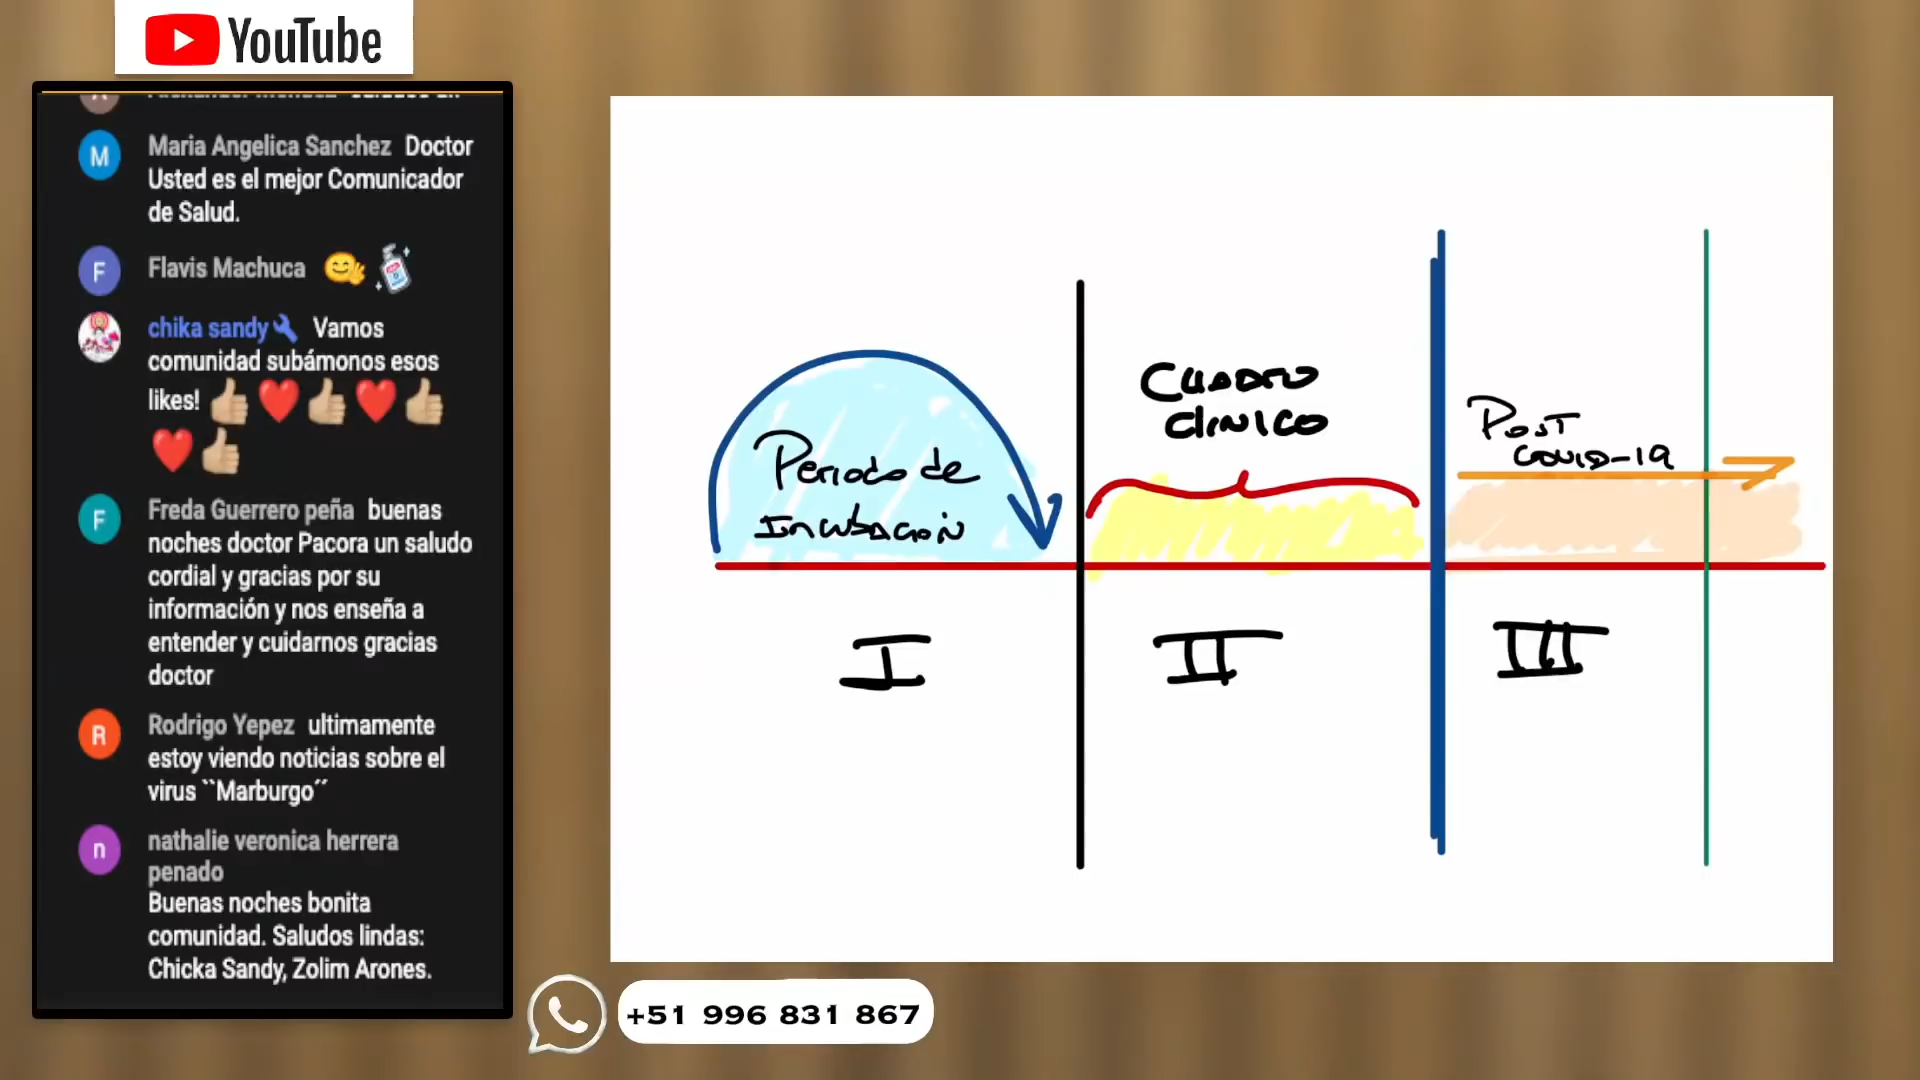 YouTube
Maria Angelica Sanchez Doctor
Usted es el mejor Comunicador
de Salud.
Flavis Machuca
chika sandy Vamos
comunidad subámonos esos
likes!
Freda Guerrero peña buenas
noches doctor Pacora un saludo
cordial y gracias por su
información y nos enseña a
entender y cuidarnos gracias
doctor
Rodrigo Yepez ultimamente
estoy viendo noticias sobre el
virus ``Marburgo´´
nathalie veronica herrera
penado
Buenas noches bonita
comunidad. Saludos lindas:
Chicka Sandy, Zolim Arones.
Periodo de
Incubación
I
CUADRO
CLINICO
II
Post
COVID-19
III
+51 996 831 867